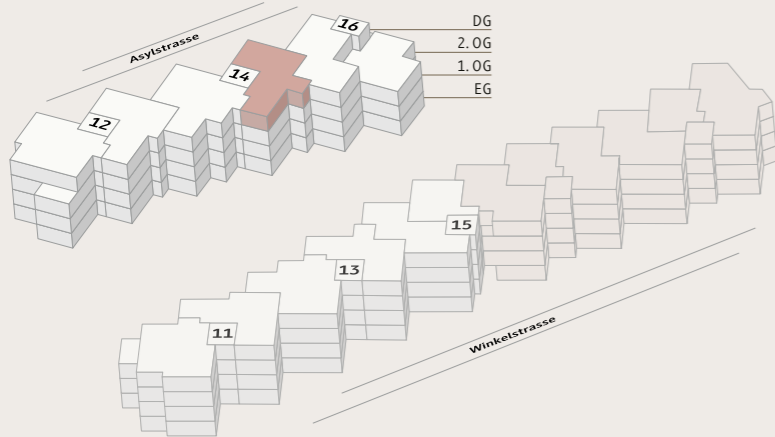 16
DG
2. OG
1. OG
EG
Asylstrasse
14
12
15
13
11
Winkelstrasse